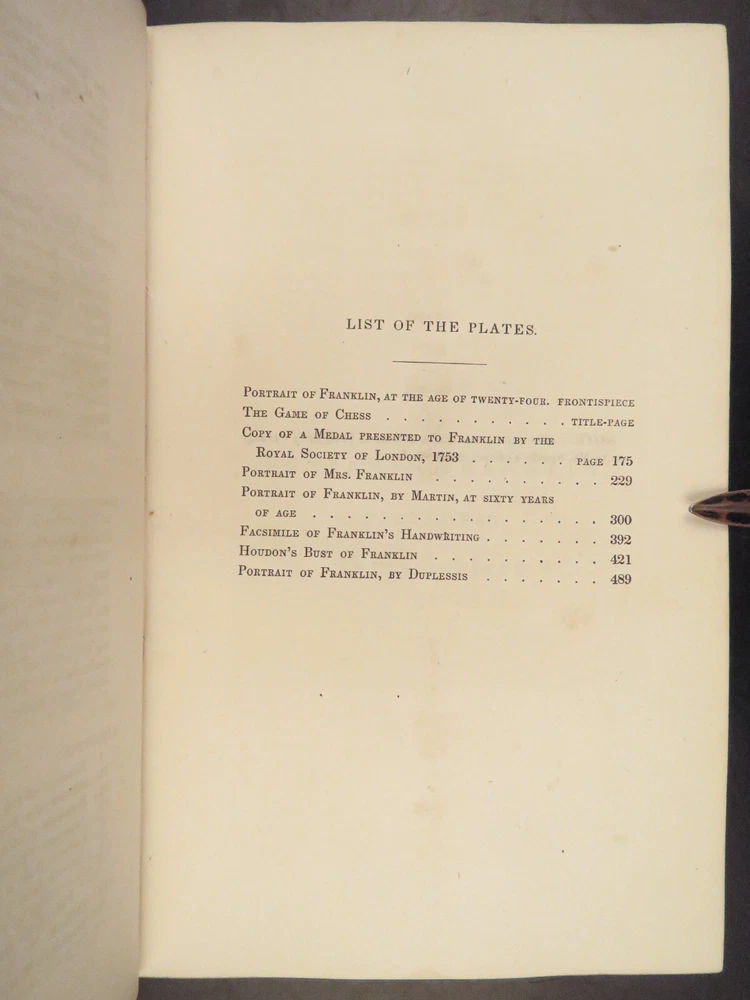 LIST OF THE PLATES.
PORTRAIT OF FRANKLIN, AT THE AGE OF TWENTY-FOUR. FRONTISPIECE
THE GAME OF CHESS . . . . . . . . . . . TITLE-PAGE
COPY OF A MEDAL PRESENTED TO FRANKLIN BY THE
ROYAL SOCIETY OF LONDON, 1753 . . . . . . PAGE 175
PORTRAIT OF MRS. FRANKLIN . . . . . . . . 229
PORTRAIT OF FRANKLIN, BY MARTIN, AT SIXTY YEARS
OF AGE . . . . . . . . . . . . . . . . . 300
FACSIMILE OF FRANKLIN'S HANDWRITING . . . . . . . 392
HOUDON'S BUST OF FRANKLIN . . . . . . . . . . 421
PORTRAIT OF FRANKLIN, BY DUPLESSIS . . . . . . . 489